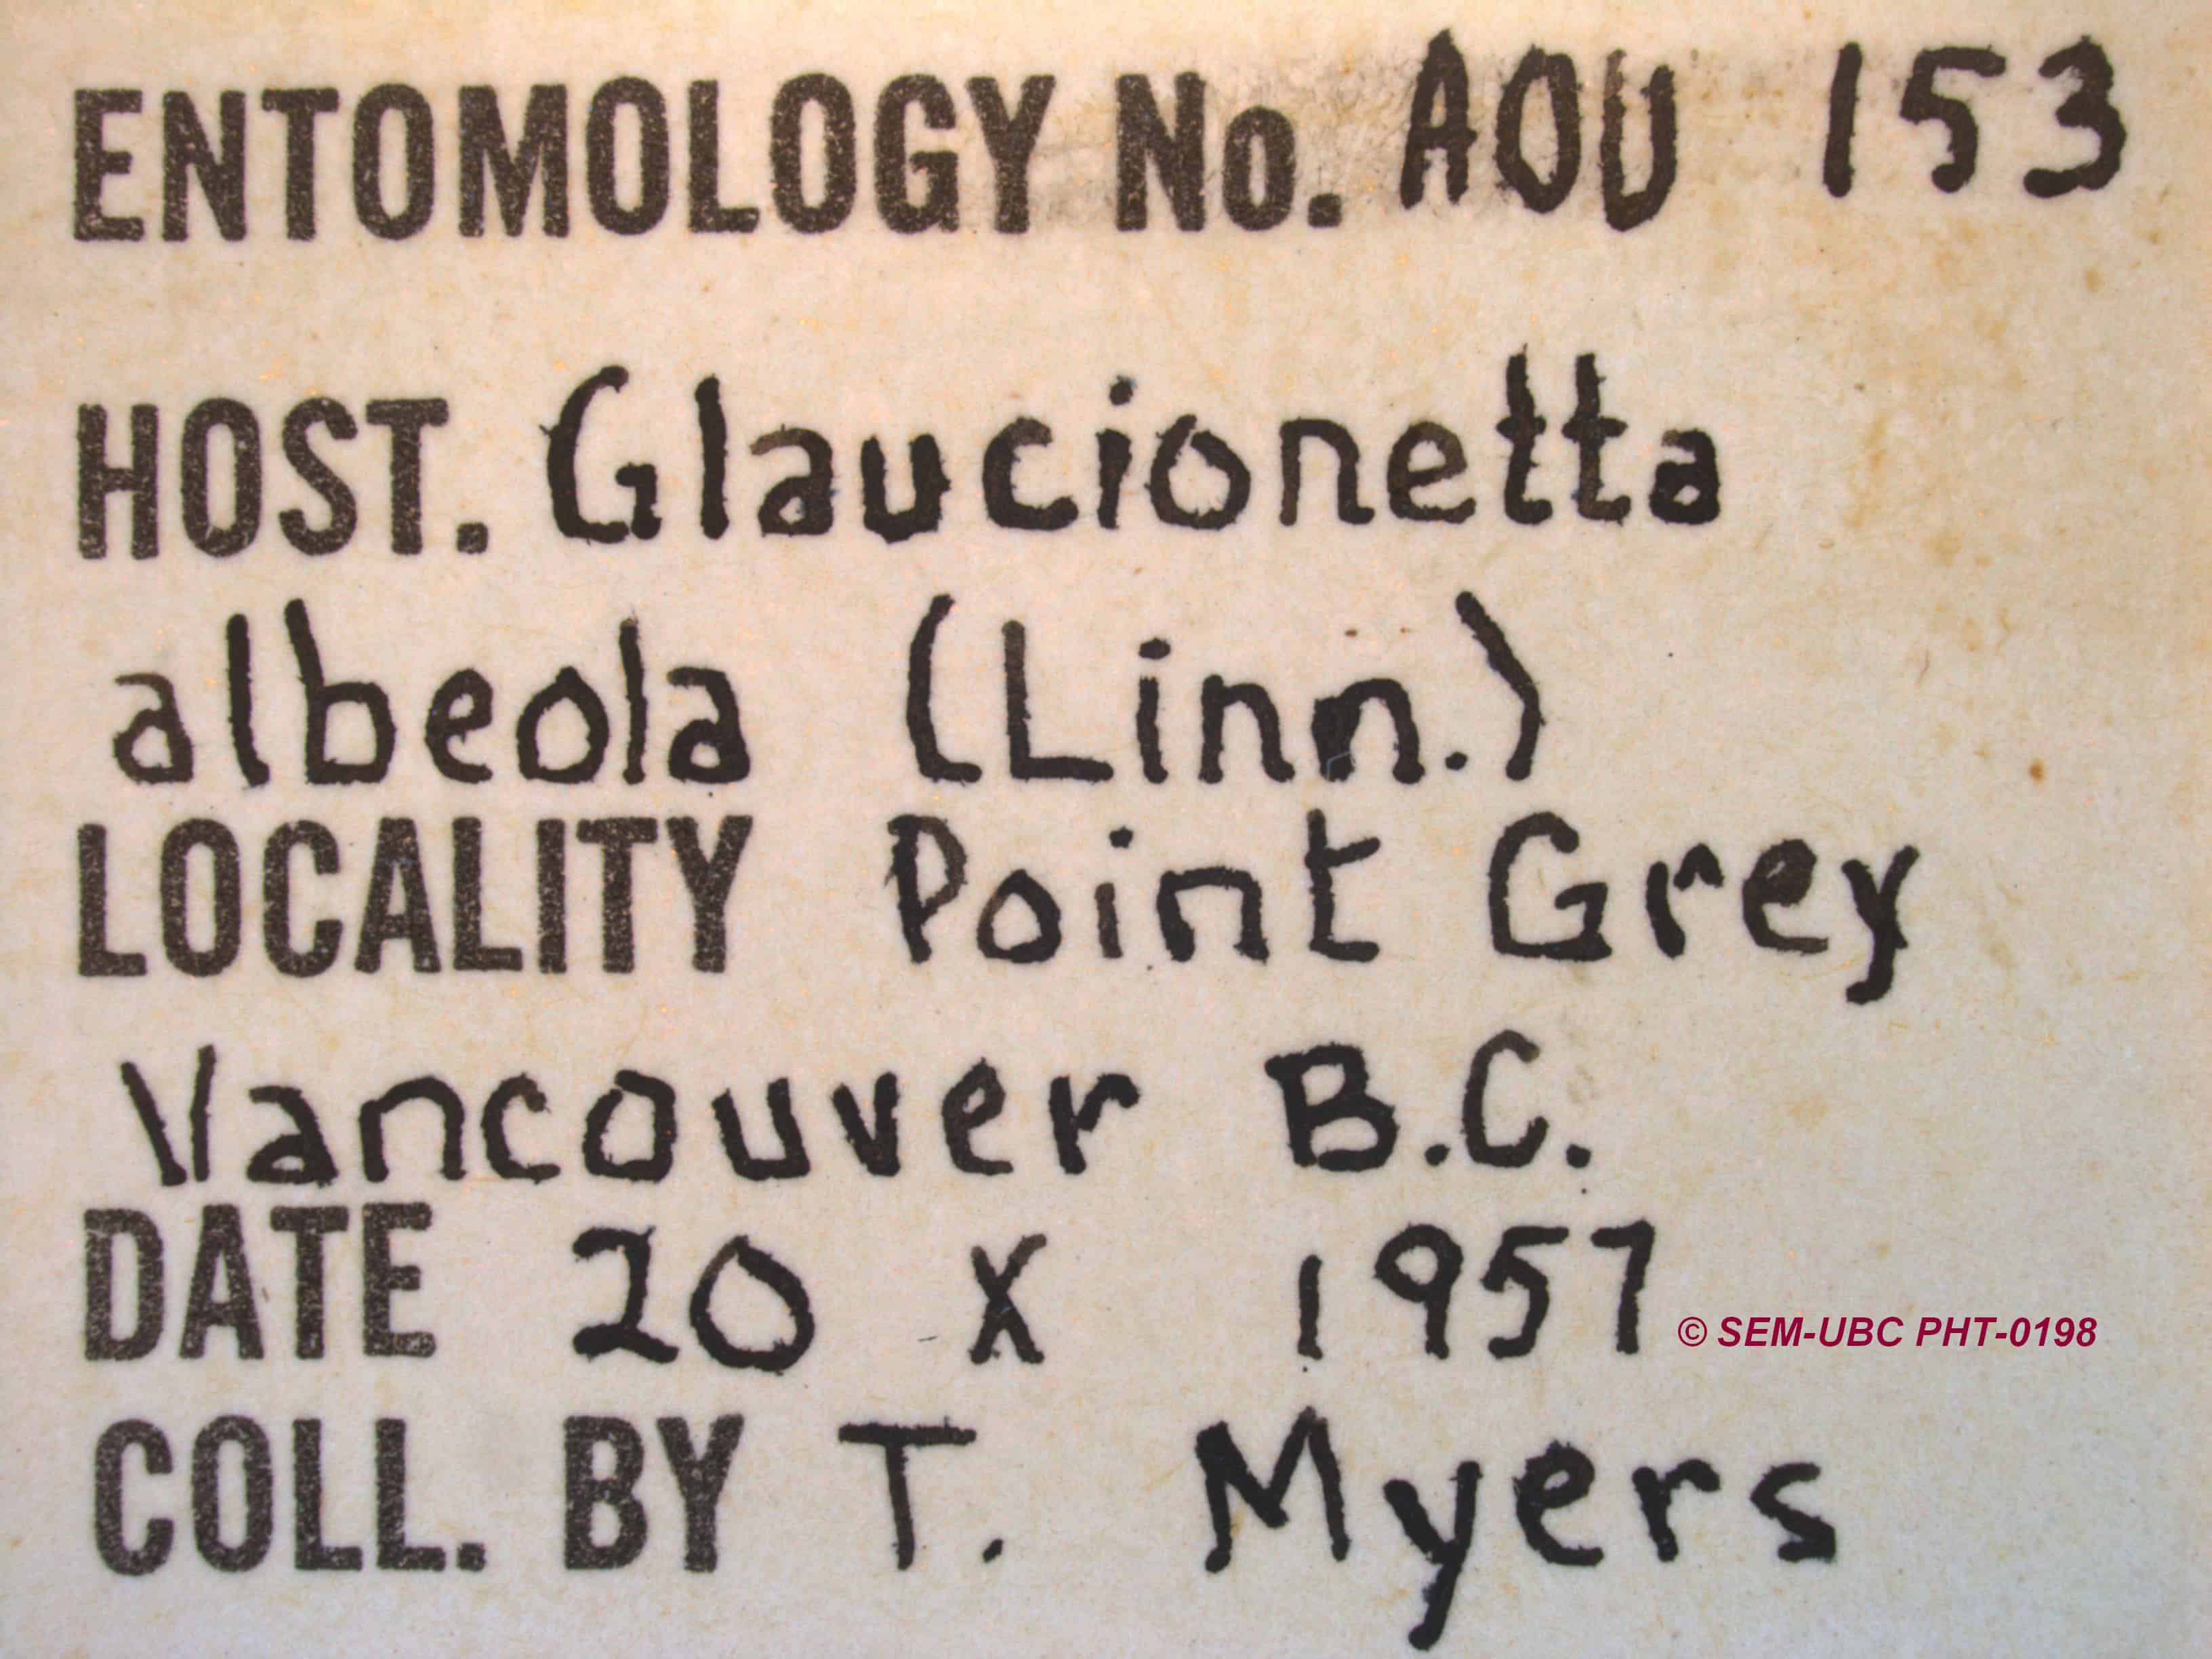 ENTOMOLOGY No. AOU 153
HOST. Glaucionetta
albeola (Linn.)
LOCALITY Point Grey
Vancouver B.C.
DATE 20 X 1957
© SEM-UBC PHT-0198
COLL. BY T. Myers